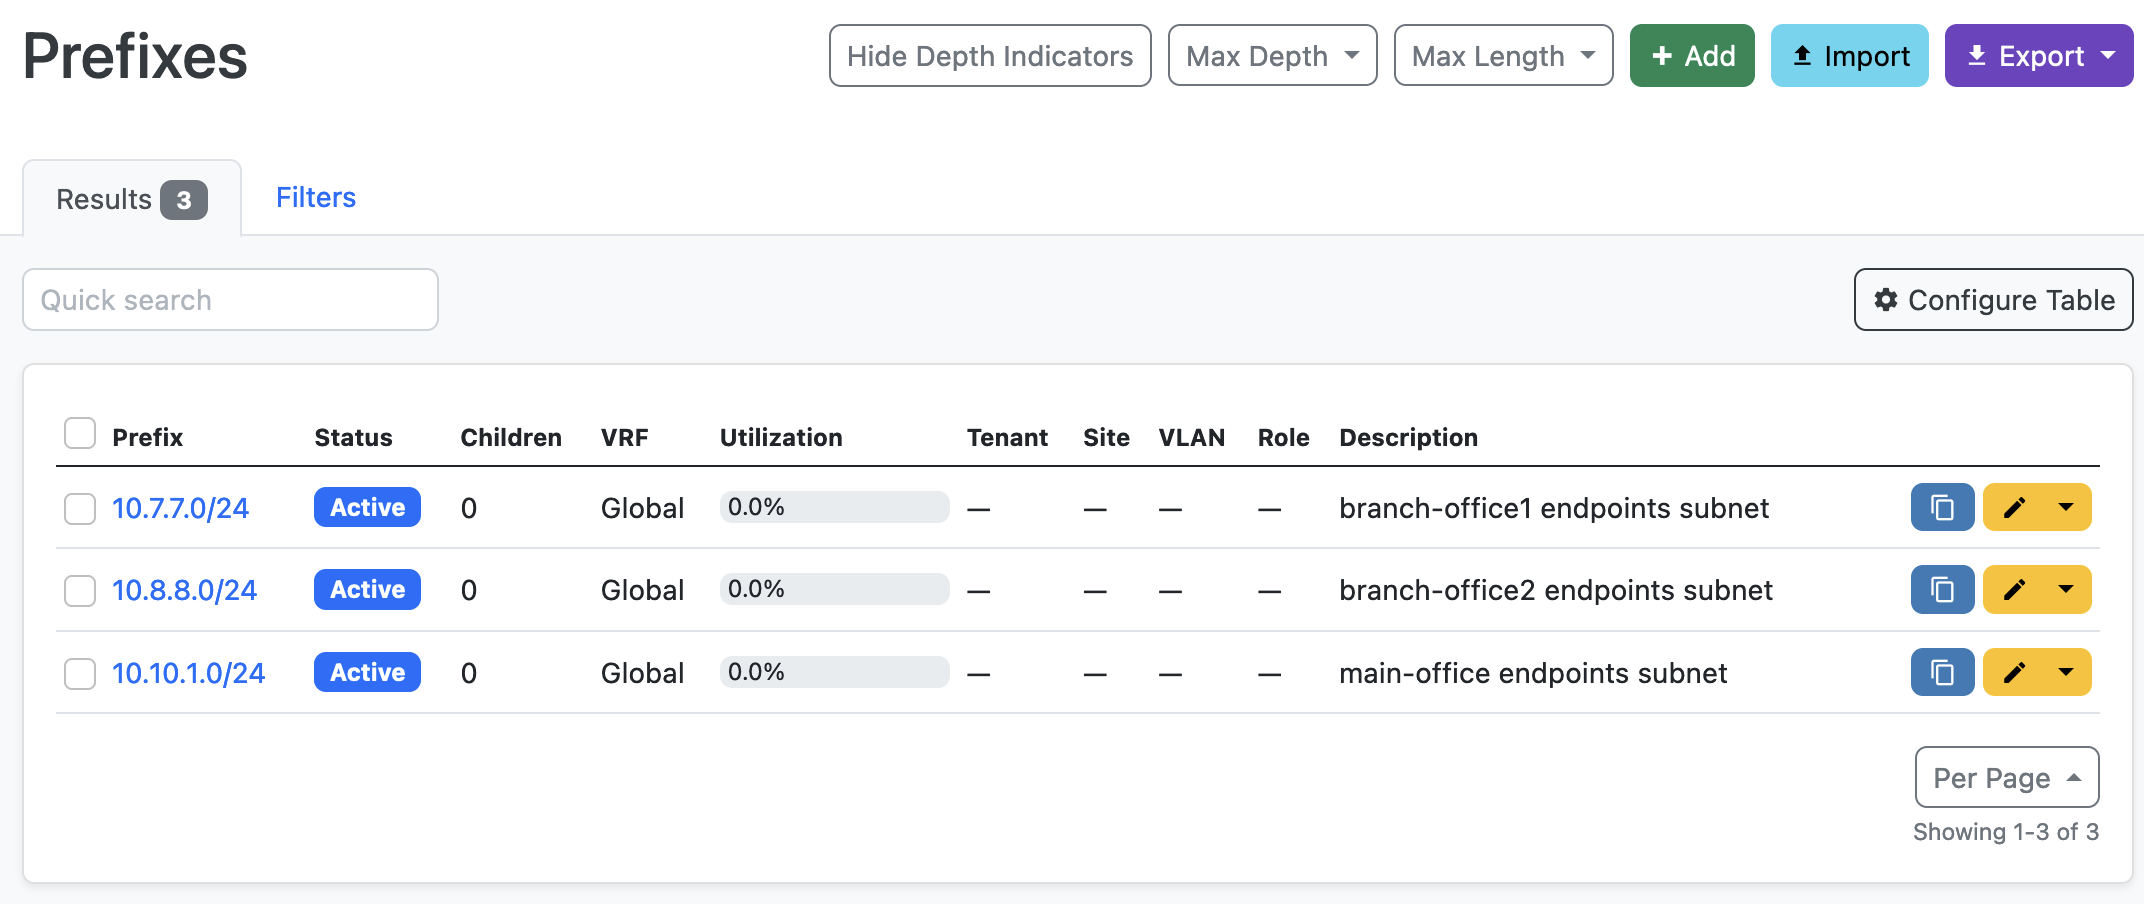 Prefixes
Hide Depth Indicators Max Depth Max Length Add Import Export
Results 3 Filters
Quick search
Configure Table
Prefix Status Children VRF Utilization Tenant Site VLAN Role Description
10.7.7.0/24 Active 0 Global 0.0% — — — — branch-office1 endpoints subnet
10.8.8.0/24 Active 0 Global 0.0% — — — — branch-office2 endpoints subnet
10.10.1.0/24 Active 0 Global 0.0% — — — — main-office endpoints subnet
Per Page
Showing 1-3 of 3